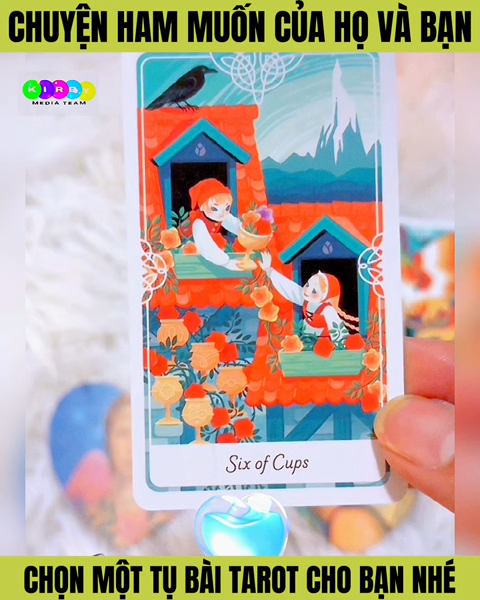 CHUYỆN HAM MUỐN CỦA HỌ VÀ BẠN
KIRBY
MEDIA TEAM
Six of Cups
CHỌN MỘT TỤ BÀI TAROT CHO BẠN NHÉ